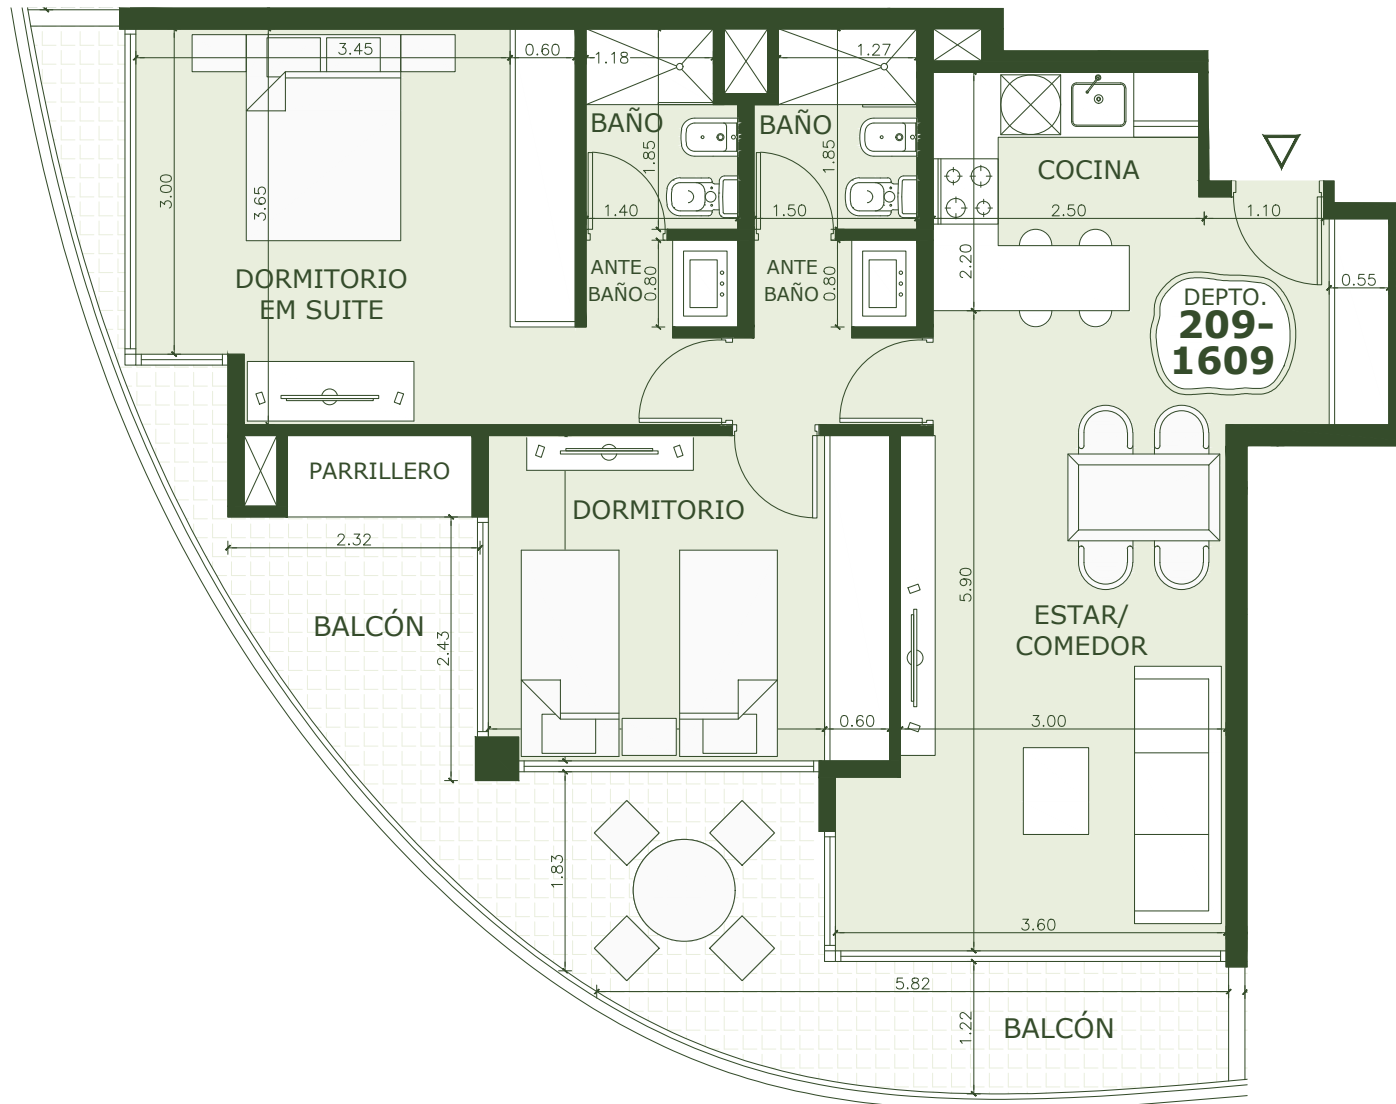 3.45
0.60
1.18
1.27
BAÑO
BAÑO
1.85
1.85
COCINA
3.00
3.65
1.40
1.50
2.50
1.10
2.20
DORMITORIO
EM SUITE
ANTE
BAÑO
0.80
ANTE
BAÑO
0.80
0.55
DEPTO.
209-
1609
PARRILLERO
DORMITORIO
2.32
5.90
BALCÓN
2.43
ESTAR/
COMEDOR
0.60
3.00
1.83
3.60
5.82
1.22
BALCÓN